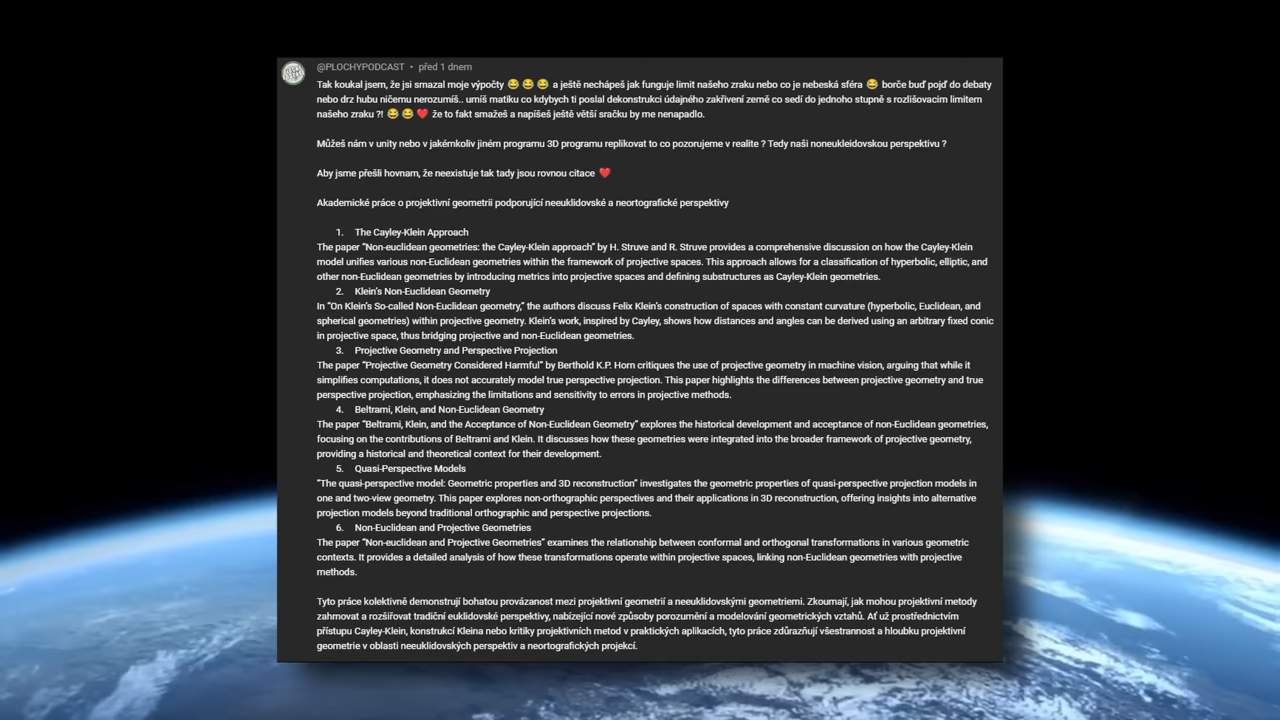 @PLOCHYPODCAST • před 1 dnem
Tak koukal jsem, že jsi smazal moje výpočty 😂 😂 😂 a ještě nechápeš jak funguje limit našeho zraku nebo co je nebeská sféra 😂 borče buď pojď do debaty
nebo drz hubu ničemu nerozumíš.. umíš matiku co kdybych ti poslal dekonstrukci údajného zakřivení země co sedí do jednoho stupně s rozlišovacim limitem
našeho zraku ?! 😂 😂 ❤️ že to fakt smažeš a napíšeš ještě větší sračku by me nenapadlo.
Můžeš nám v unity nebo v jakémkoliv jiném programu 3D programu replikovat to co pozorujeme v realite ? Tedy naši noneukleidovskou perspektivu ?
Aby jsme přešli hovnam, že neexistuje tak tady jsou rovnou citace ❤️
Akademické práce o projektivní geometrii podporující neeuklidovské a neortografické perspektivy
1. The Cayley-Klein Approach
The paper “Non-euclidean geometries: the Cayley-Klein approach” by H. Struve and R. Struve provides a comprehensive discussion on how the Cayley-Klein
model unifies various non-Euclidean geometries within the framework of projective spaces. This approach allows for a classification of hyperbolic, elliptic, and
other non-Euclidean geometries by introducing metrics into projective spaces and defining substructures as Cayley-Klein geometries.
2. Klein’s Non-Euclidean Geometry
In “On Klein’s So-called Non-Euclidean geometry,” the authors discuss Felix Klein’s construction of spaces with constant curvature (hyperbolic, Euclidean, and
spherical geometries) within projective geometry. Klein’s work, inspired by Cayley, shows how distances and angles can be derived using an arbitrary fixed conic
in projective space, thus bridging projective and non-Euclidean geometries.
3. Projective Geometry and Perspective Projection
The paper “Projective Geometry Considered Harmful” by Berthold K.P. Horn critiques the use of projective geometry in machine vision, arguing that while it
simplifies computations, it does not accurately model true perspective projection. This paper highlights the differences between projective geometry and true
perspective projection, emphasizing the limitations and sensitivity to errors in projective methods.
4. Beltrami, Klein, and Non-Euclidean Geometry
The paper “Beltrami, Klein, and the Acceptance of Non-Euclidean Geometry” explores the historical development and acceptance of non-Euclidean geometries,
focusing on the contributions of Beltrami and Klein. It discusses how these geometries were integrated into the broader framework of projective geometry,
providing a historical and theoretical context for their development.
5. Quasi-Perspective Models
“The quasi-perspective model: Geometric properties and 3D reconstruction” investigates the geometric properties of quasi-perspective projection models in
one and two-view geometry. This paper explores non-orthographic perspectives and their applications in 3D reconstruction, offering insights into alternative
projection models beyond traditional orthographic and perspective projections.
6. Non-Euclidean and Projective Geometries
The paper “Non-Euclidean and Projective Geometries” examines the relationship between conformal and orthogonal transformations in various geometric
contexts. It provides a detailed analysis of how these transformations operate within projective spaces, linking non-Euclidean geometries with projective
methods.
Tyto práce kolektivně demonstrují bohatou provázanost mezi projektivní geometrií a neeuklidovskými geometriemi. Zkoumají, jak mohou projektivní metody
zahrnovat a rozšiřovat tradiční euklidovské perspektivy, nabízející nové způsoby porozumění a modelování geometrických vztahů. Ať už prostřednictvím
přístupu Cayley-Klein, konstrukcí Kleina nebo kritiky projektivních metod v praktických aplikacích, tyto práce zdůrazňují všestrannost a hloubku projektivní
geometrie v oblasti neeuklidovských perspektiv a neortografických projekcí.